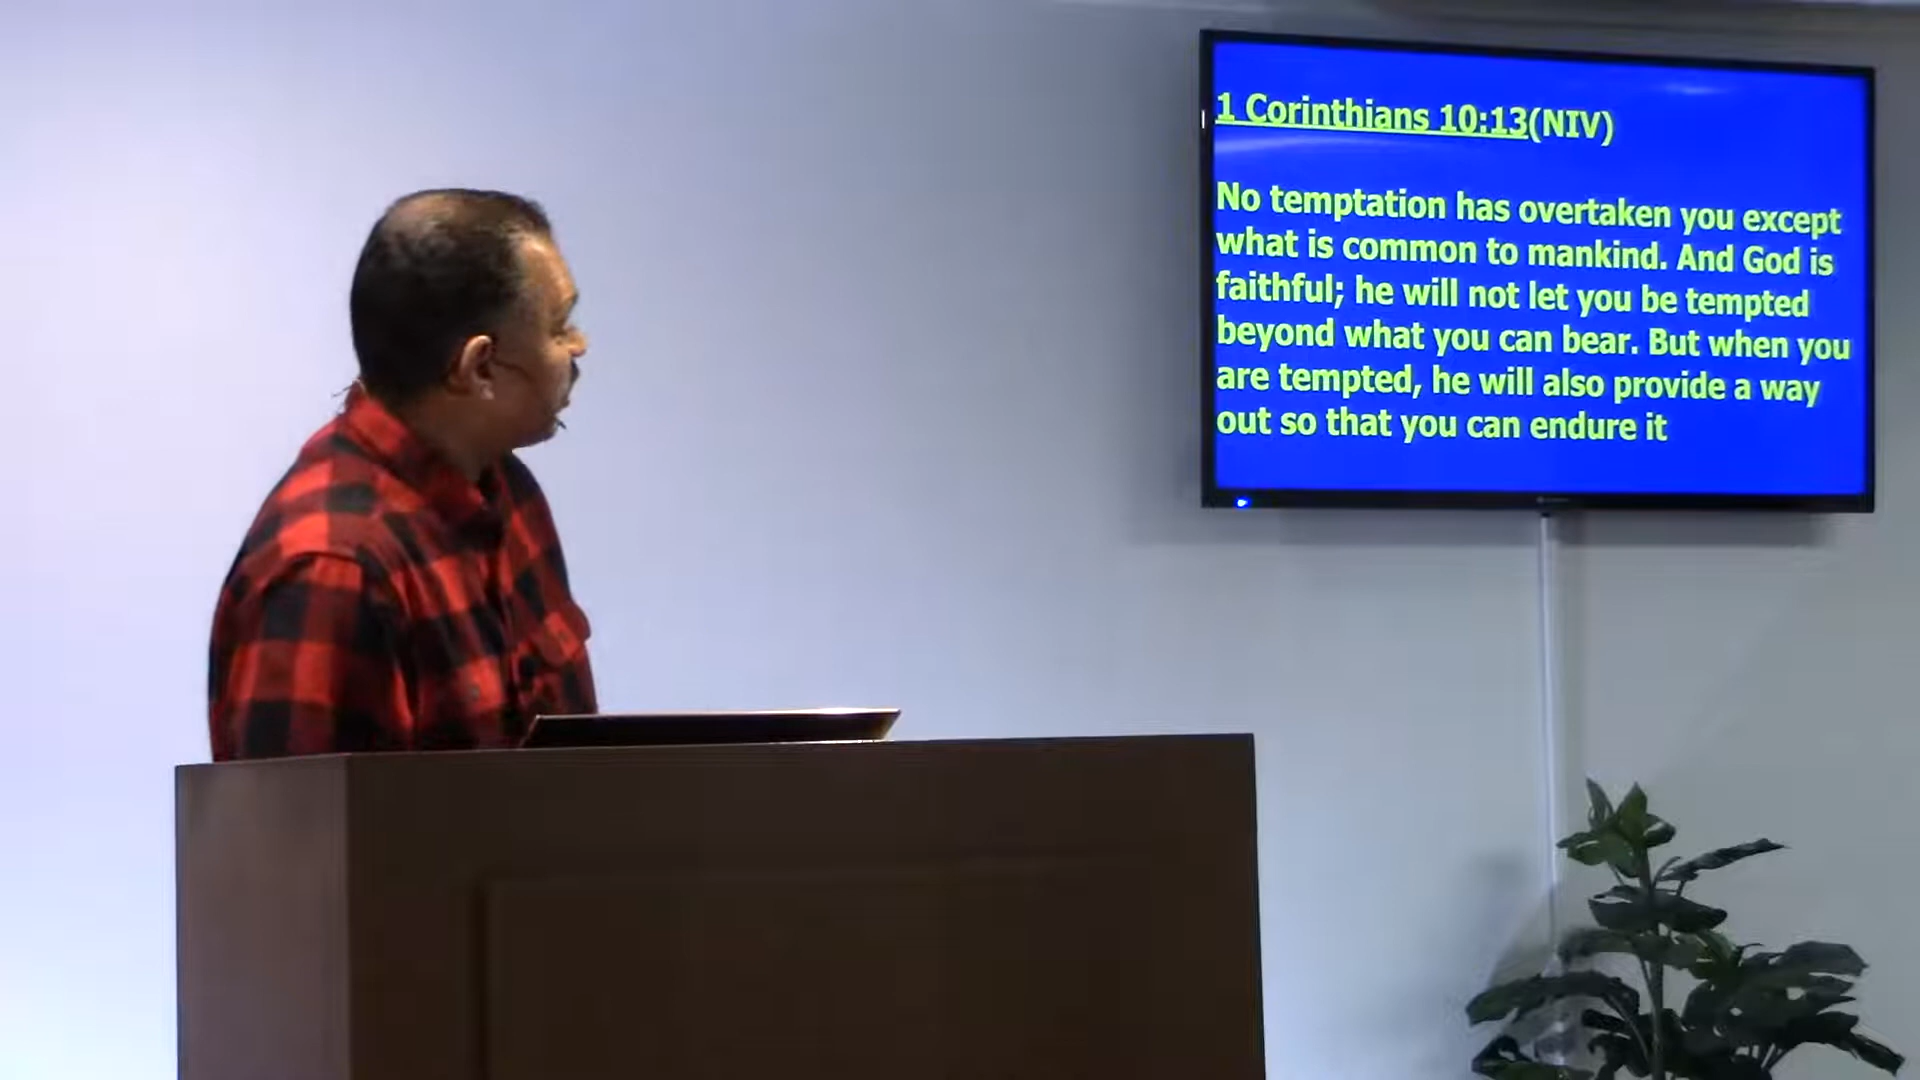 1 Corinthians 10:13(NIV)
No temptation has overtaken you except
what is common to mankind. And God is
faithful; he will not let you be tempted
beyond what you can bear. But when you
are tempted, he will also provide a way
out so that you can endure it